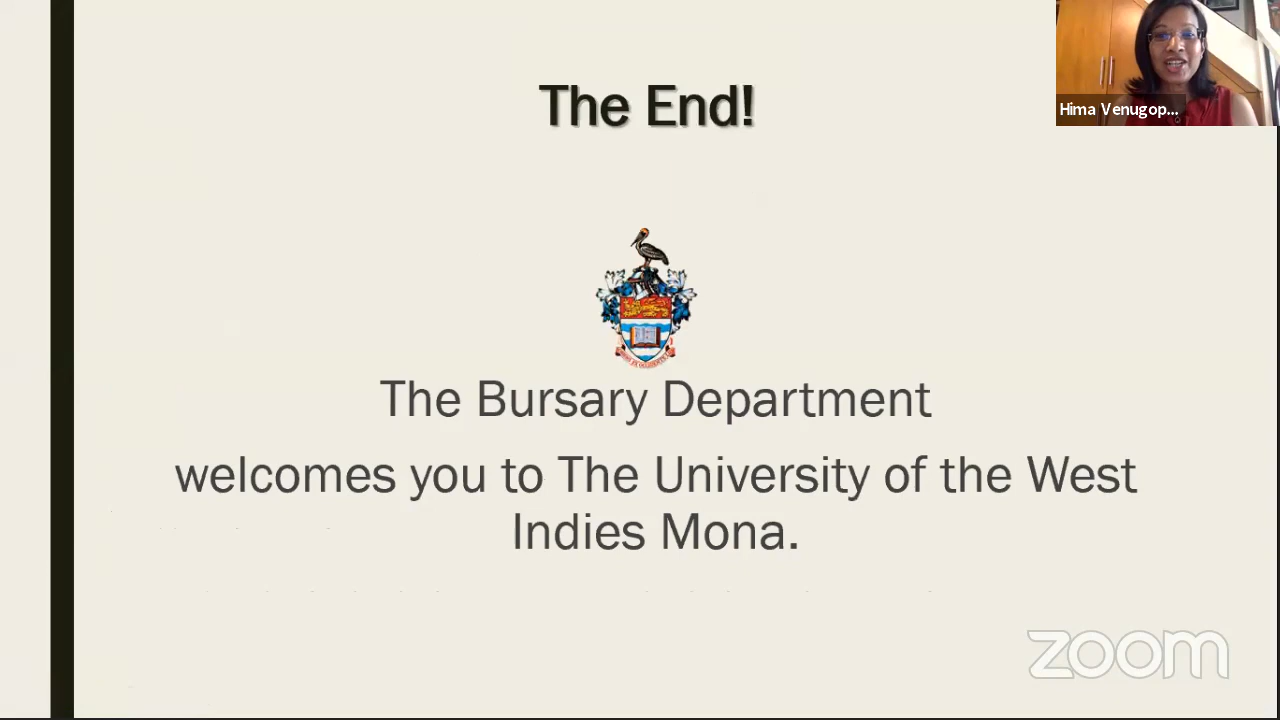 The End!
Hima Venugop...
The Bursary Department
welcomes you to The University of the West
Indies Mona.
zoom